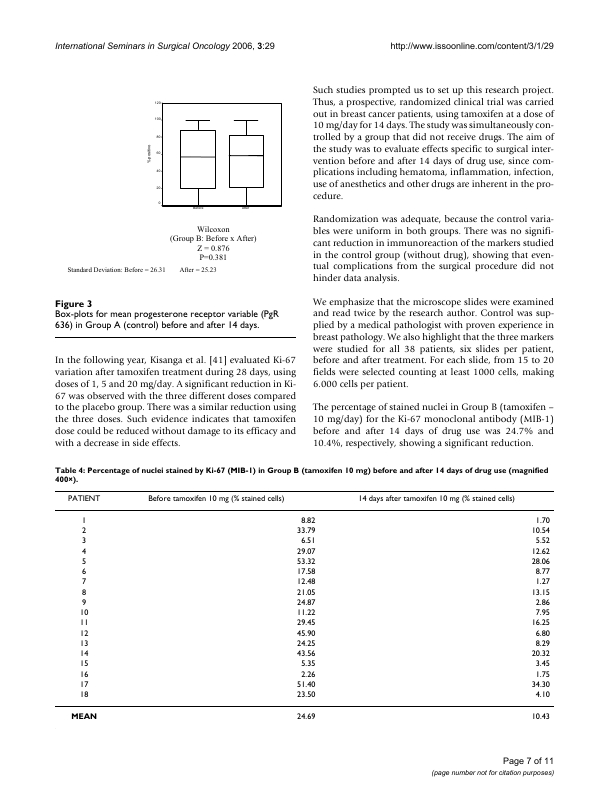 International Seminars in Surgical Oncology 2006, 3:29
http://www.issoonline.com/content/3/1/29
120
100
80
60
40
20
0
Wilcoxon
(Group B: Before x After)
Z = 0.876
P=0.381
Standard Deviation: Before = 26.31 After = 25.23
Figure 3
Box-plots for mean progesterone receptor variable (PgR
636) in Group A (control) before and after 14 days.
In the following year, Kisanga et al. [41] evaluated Ki-67
variation after tamoxifen treatment during 28 days, using
doses of 1, 5 and 20 mg/day. A significant reduction in Ki-
67 was observed with the three different doses compared
to the placebo group. There was a similar reduction using
the three doses. Such evidence indicates that tamoxifen
dose could be reduced without damage to its efficacy and
with a decrease in side effects.
Such studies prompted us to set up this research project.
Thus, a prospective, randomized clinical trial was carried
out in breast cancer patients, using tamoxifen at a dose of
10 mg/day for 14 days. The study was simultaneously con-
trolled by a group that did not receive drugs. The aim of
the study was to evaluate effects specific to surgical inter-
vention before and after 14 days of drug use, since com-
plications including hematoma, inflammation, infection,
use of anesthetics and other drugs are inherent in the pro-
cedure.
Randomization was adequate, because the control varia-
bles were uniform in both groups. There was no signifi-
cant reduction in immunoreaction of the markers studied
in the control group (without drug), showing that even-
tual complications from the surgical procedure did not
hinder data analysis.
We emphasize that the microscope slides were examined
and read twice by the research author. Control was sup-
plied by a medical pathologist with proven experience in
breast pathology. We also highlight that the three markers
were studied for all 38 patients, six slides per patient,
before and after treatment. For each slide, from 15 to 20
fields were selected counting at least 1000 cells, making
6.000 cells per patient.
The percentage of stained nuclei in Group B (tamoxifen –
10 mg/day) for the Ki-67 monoclonal antibody (MIB-1)
before and after 14 days of drug use was 24.7% and
10.4%, respectively, showing a significant reduction.
Table 4: Percentage of nuclei stained by Ki-67 (MIB-1) in Group B (tamoxifen 10 mg) before and after 14 days of drug use (magnified
400×).
PATIENT Before tamoxifen 10 mg (% stained cells) 14 days after tamoxifen 10 mg (% stained cells)
1 8.82 1.70
2 33.79 10.54
3 6.51 5.52
4 29.07 12.62
5 53.32 28.06
6 17.58 8.77
7 12.48 1.27
8 21.05 13.15
9 24.87 2.86
10 11.22 7.95
11 29.45 16.25
12 45.90 6.80
13 24.25 8.29
14 43.56 20.32
15 5.35 3.45
16 2.26 1.75
17 51.40 34.30
18 23.50 4.10
MEAN 24.69 10.43
Page 7 of 11
(page number not for citation purposes)